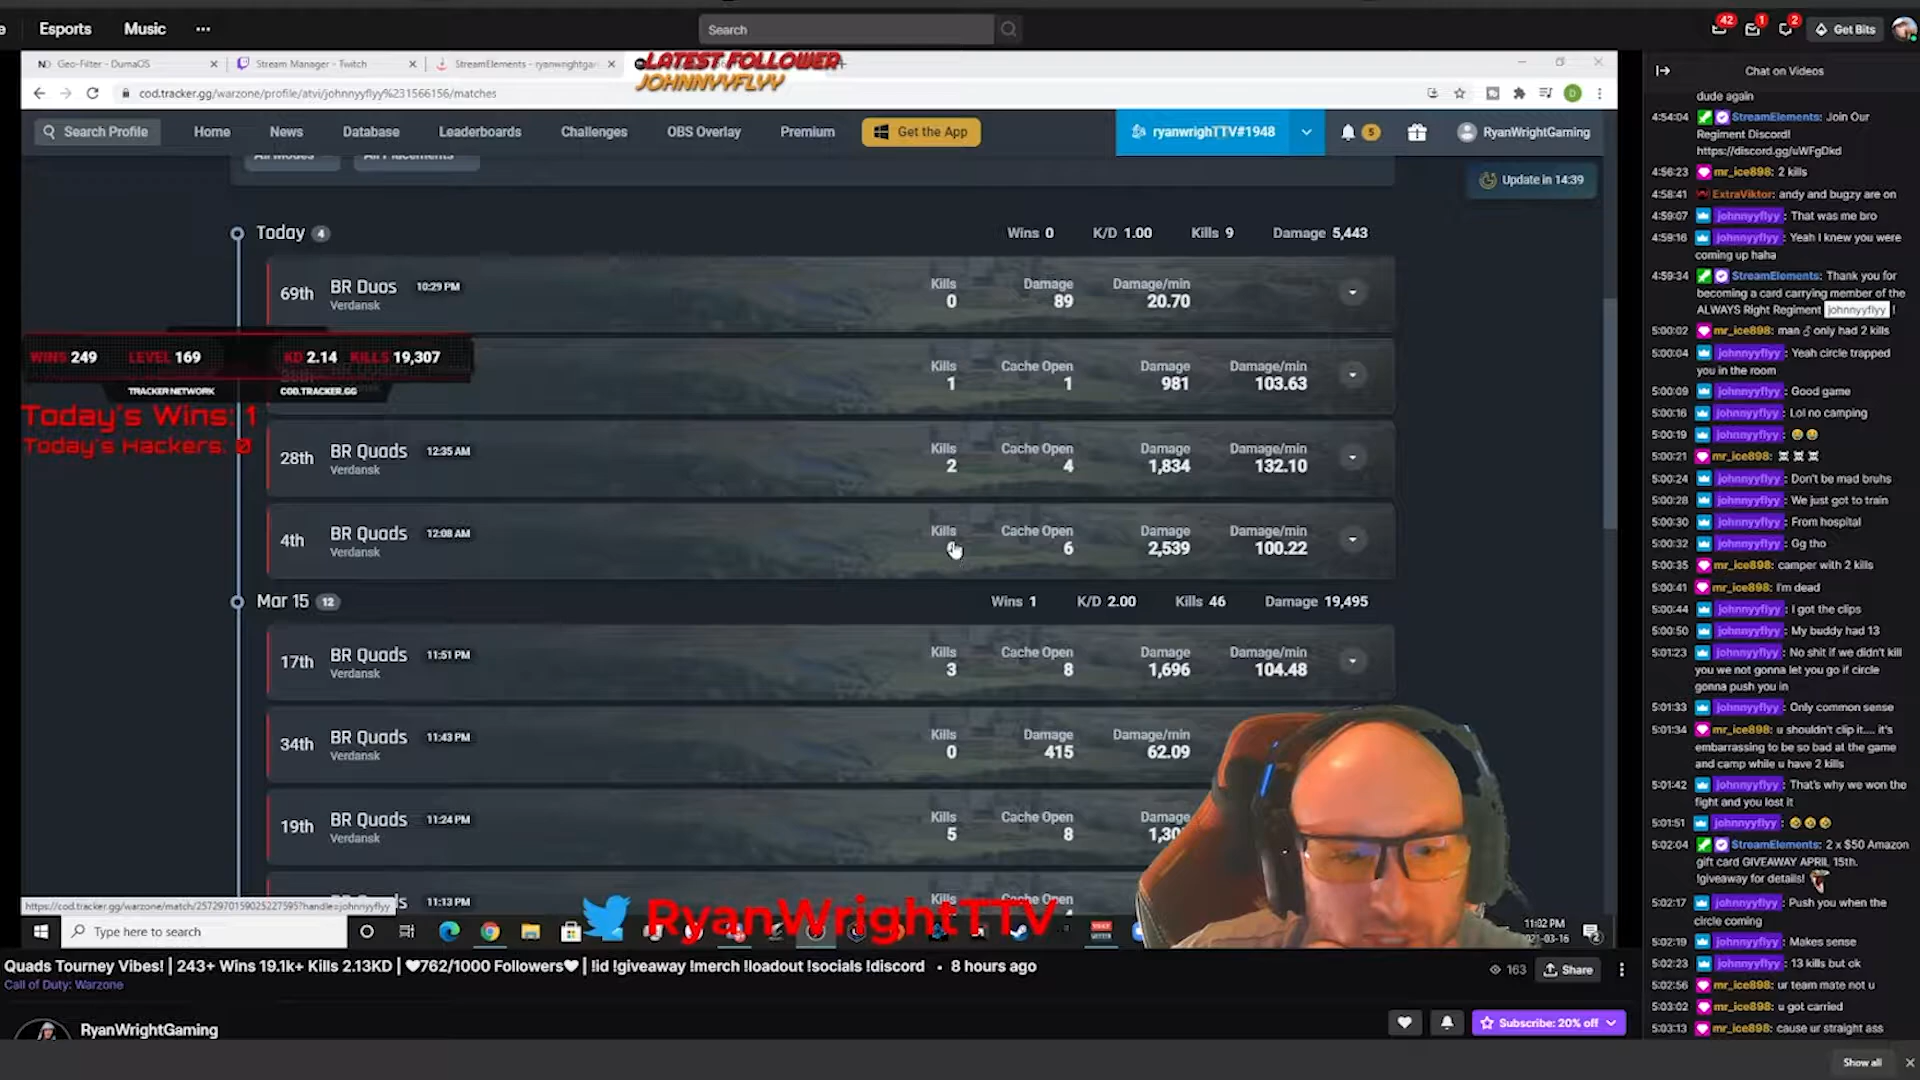 Esports
Music
...
Search
42
1
2
Get Bits
Geo-Filter - DumaOS
Stream Manager - Twitch
StreamElements - ryanwrightga
LATEST FOLLOWER
JOHNNYYFLYY
cod.tracker.gg/warzone/profile/atvi/johnnyyflyy%231566156/matches
D
Search Profile
Home
News
Database
Leaderboards
Challenges
OBS Overlay
Premium
Get the App
ryanwrighTTV#1948
5
RyanWrightGaming
All Modes
All Placements
Update in 14:39
Today 4
Wins 0 K/D 1.00 Kills 9 Damage 5,443
69th BR Duos 10:29 PM
Verdansk
Kills 0
Damage 89
Damage/min 20.70
WINS 249 LEVEL 169 KD 2.14 KILLS 19,307
TRACKER NETWORK COD.TRACKER.GG
Kills 1
Cache Open 1
Damage 981
Damage/min 103.63
Today's Wins: 1
Today's Hackers: 0
28th BR Quads 12:35 AM
Verdansk
Kills 2
Cache Open 4
Damage 1,834
Damage/min 132.10
4th BR Quads 12:08 AM
Verdansk
Kills
Cache Open 6
Damage 2,539
Damage/min 100.22
Mar 15 12
Wins 1 K/D 2.00 Kills 46 Damage 19,495
17th BR Quads 11:51 PM
Verdansk
Kills 3
Cache Open 8
Damage 1,696
Damage/min 104.48
34th BR Quads 11:43 PM
Verdansk
Kills 0
Damage 415
Damage/min 62.09
19th BR Quads 11:24 PM
Verdansk
Kills 5
Cache Open 8
Damage
11:13 PM
Kills
Cache Open
https://cod.tracker.gg/warzone/match/2572970159025227595?handle=johnnyyflyy
RyanWrightTTV
Type here to search
11:02 PM
2021-03-16
2
Quads Tourney Vibes! | 243+ Wins 19.1k+ Kills 2.13KD | ♥762/1000 Followers♥ | !id !giveaway !merch !loadout !socials !discord • 8 hours ago
Call of Duty: Warzone
163
Share
RyanWrightGaming
Subscribe: 20% off
Chat on Videos
dude again
4:54:04 StreamElements: Join Our
Regiment Discord!
https://discord.gg/uWFgDkd
4:56:23 mr_ice898: 2 kills
4:58:41 ExtraViktor: andy and bugzy are on
4:59:07 johnnyyflyy: That was me bro
4:59:16 johnnyyflyy: Yeah I knew you were
coming up haha
4:59:34 StreamElements: Thank you for
becoming a card carrying member of the
ALWAYS Right Regiment johnnyyflyy !
5:00:02 mr_ice898: man only had 2 kills
5:00:04 johnnyyflyy: Yeah circle trapped
you in the room
5:00:09 johnnyyflyy: Good game
5:00:16 johnnyyflyy: Lol no camping
5:00:19 johnnyyflyy:
5:00:21 mr_ice898: ☠ ☠ ☠
5:00:24 johnnyyflyy: Don't be mad bruhs
5:00:28 johnnyyflyy: We just got to train
5:00:30 johnnyyflyy: From hospital
5:00:32 johnnyyflyy: Gg tho
5:00:35 mr_ice898: camper with 2 kills
5:00:41 mr_ice898: I'm dead
5:00:44 johnnyyflyy: I got the clips
5:00:50 johnnyyflyy: My buddy had 13
5:01:23 johnnyyflyy: No shit if we didn't kill
you we not gonna let you go if circle
gonna push you in
5:01:33 johnnyyflyy: Only common sense
5:01:34 mr_ice898: u shouldn't clip it.... it's
embarrassing to be so bad at the game
and camp while u have 2 kills
5:01:42 johnnyyflyy: That's why we won the
fight and you lost it
5:01:51 johnnyyflyy: 🤣 🤣 🤣
5:02:04 StreamElements: 2 x $50 Amazon
gift card GIVEAWAY APRIL 15th.
!giveaway for details!
5:02:17 johnnyyflyy: Push you when the
circle coming
5:02:19 johnnyyflyy: Makes sense
5:02:23 johnnyyflyy: 13 kills but ok
5:02:56 mr_ice898: ur team mate not u
5:03:02 mr_ice898: u got carried
5:03:13 mr_ice898: cause ur straight ass
Show all